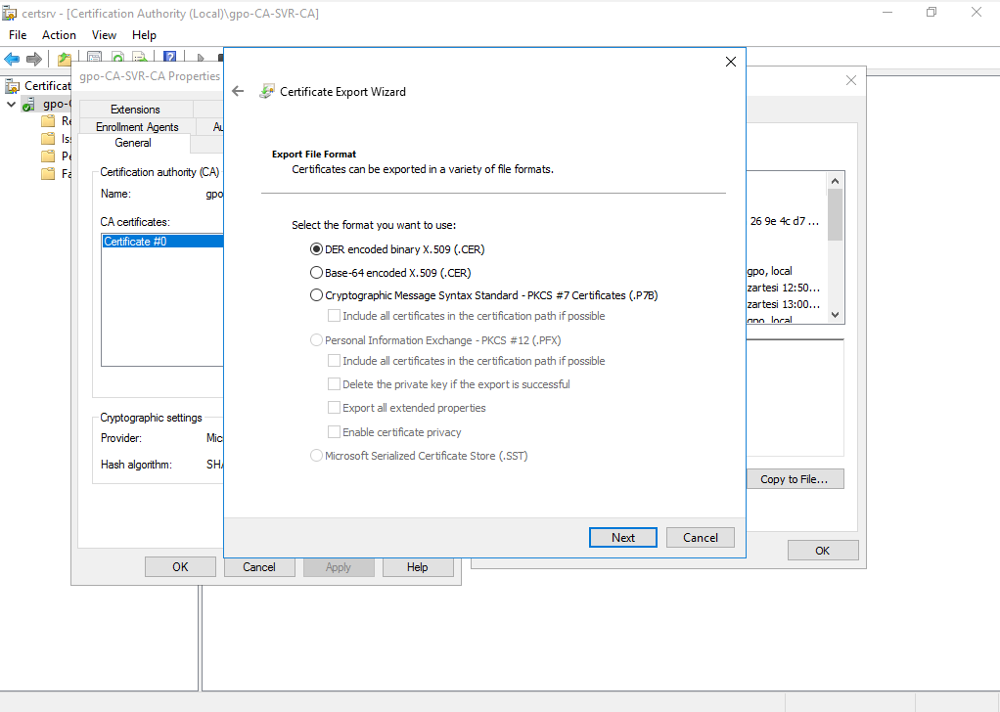 certsrv - [Certification Authority (Local)\gpo-CA-SVR-CA]
File Action View Help
Certificat
gpo-
Re
Iss
Pe
Fa
gpo-CA-SVR-CA Properties
Extensions
Enrollment Agents Au
General
Certification authority (CA)
Name: gpo
CA certificates:
Certificate #0
Cryptographic settings
Provider: Mic
Hash algorithm: SHA
OK Cancel Apply Help
Certificate Export Wizard
Export File Format
Certificates can be exported in a variety of file formats.
Select the format you want to use:
DER encoded binary X.509 (.CER)
Base-64 encoded X.509 (.CER)
Cryptographic Message Syntax Standard - PKCS #7 Certificates (.P7B)
Include all certificates in the certification path if possible
Personal Information Exchange - PKCS #12 (.PFX)
Include all certificates in the certification path if possible
Delete the private key if the export is successful
Export all extended properties
Enable certificate privacy
Microsoft Serialized Certificate Store (.SST)
Next Cancel
26 9e 4c d7 ...
gpo, local
zartesi 12:50...
zartesi 13:00...
gpo, local
Copy to File...
OK